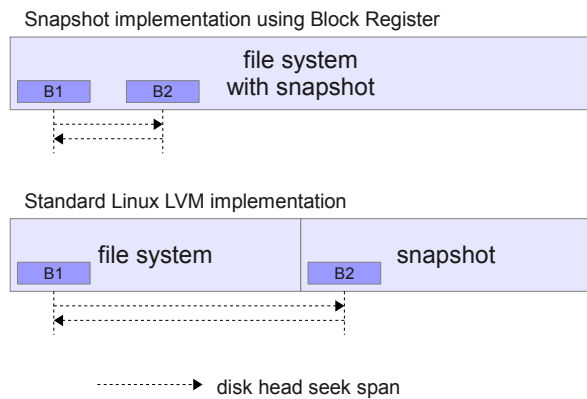 Snapshot implementation using Block Register
file system
with snapshot
B1
B2
Standard Linux LVM implementation
file system
snapshot
B1
B2
disk head seek span